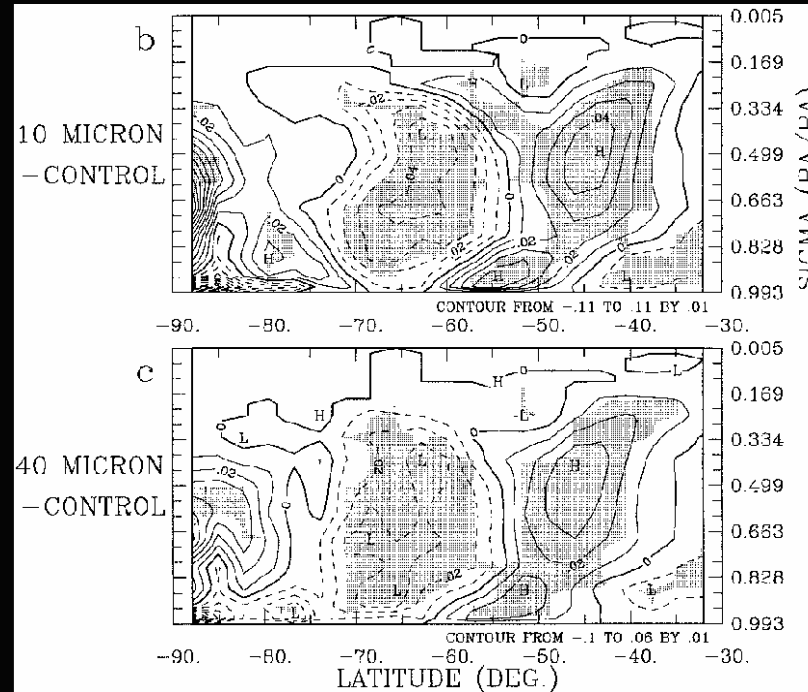 b
10 MICRON
-CONTROL
0.005
0.169
0.334
0.499
0.663
0.828
0.993
SIGMA (PA/PA)
CONTOUR FROM -.11 TO .11 BY .01
-90. -80. -70. -60. -50. -40. -30.
c
40 MICRON
-CONTROL
0.005
0.169
0.334
0.499
0.663
0.828
0.993
CONTOUR FROM -.1 TO .06 BY .01
-90. -80. -70. -60. -50. -40. -30.
LATITUDE (DEG.)